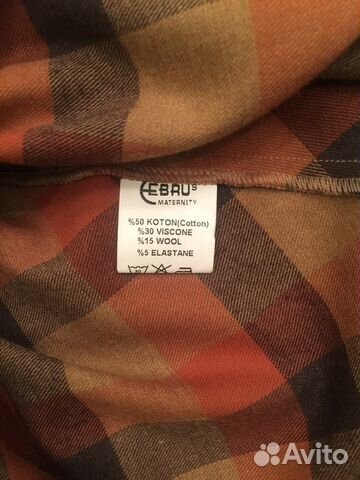 EBRU's
MATERNITY
%50 KOTON(Cotton)
%30 VISCONE
%15 WOOL
%5 ELASTANE
Avito